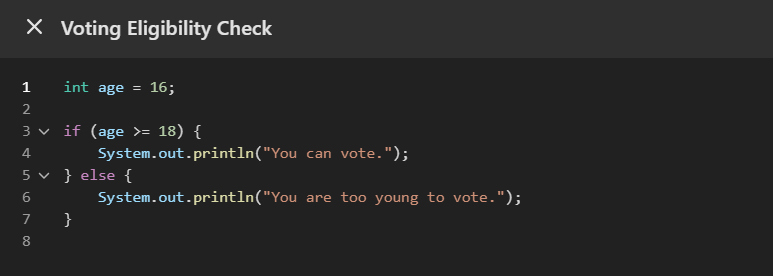 Voting Eligibility Check
1 int age = 16;
2
3 if (age >= 18) {
4     System.out.println("You can vote.");
5 } else {
6     System.out.println("You are too young to vote.");
7 }
8